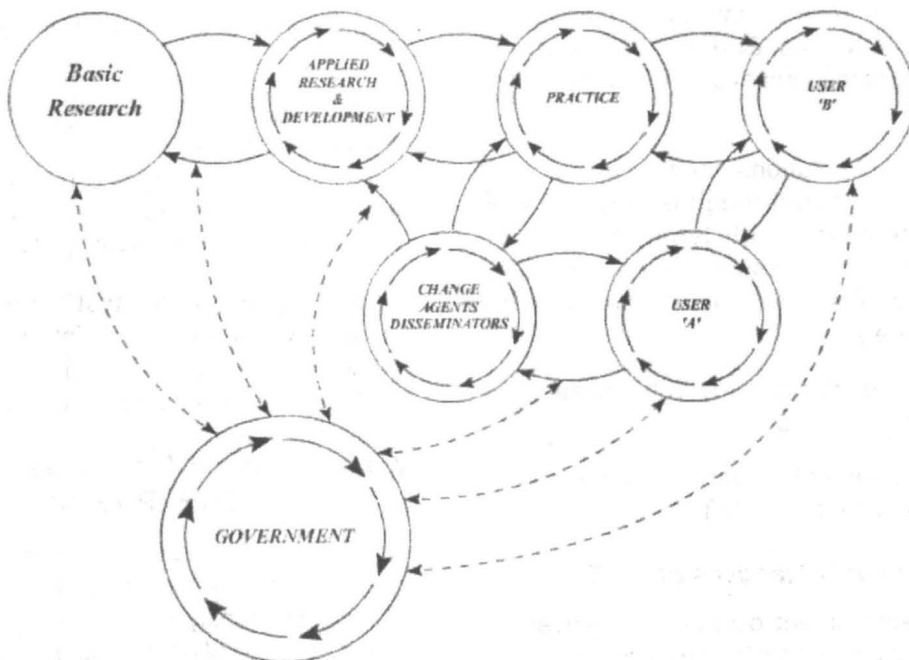 Basic
Research
APPLIED
RESEARCH
&
DEVELOPMENT
PRACTICE
USER
'B'
CHANGE
AGENTS
DISSEMINATORS
USER
'A'
GOVERNMENT